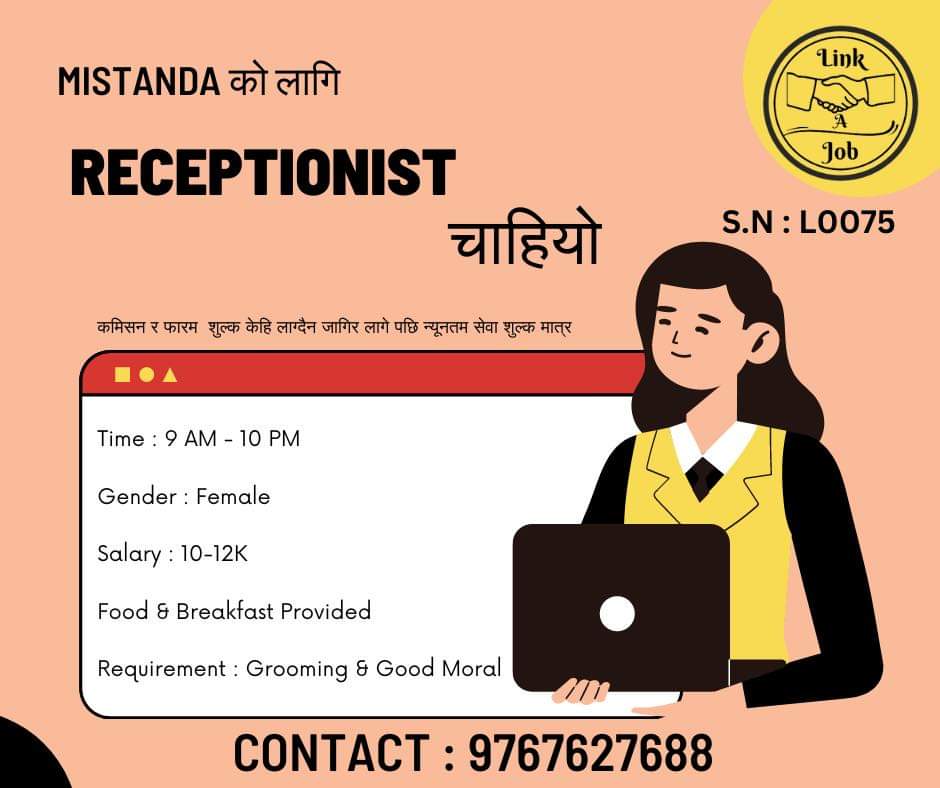 MISTANDA को लागि
Link
A
Job
RECEPTIONIST
चाहियो
S.N : L0075
कमिसन र फारम शुल्क केहि लाग्दैन जागिर लागे पछि न्यूनतम सेवा शुल्क मात्र
Time : 9 AM - 10 PM
Gender : Female
Salary : 10-12K
Food & Breakfast Provided
Requirement : Grooming & Good Moral
CONTACT : 9767627688